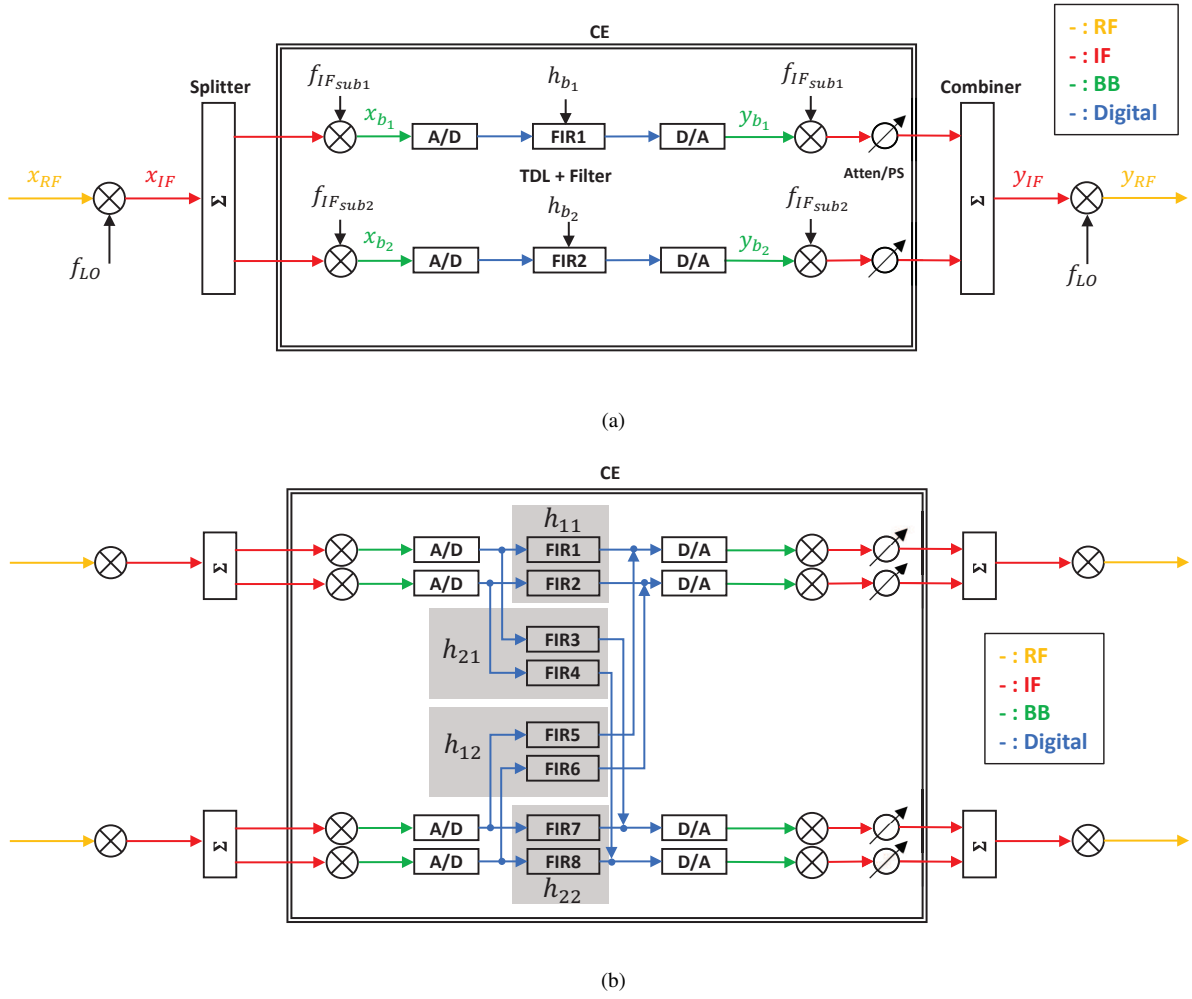 CE
- : RF
- : IF
- : BB
- : Digital
Splitter
Combiner
f_{IF_{sub1}}
h_{b_1}
f_{IF_{sub1}}
x_{b_1}
y_{b_1}
A/D
FIR1
D/A
x_{RF}
x_{IF}
Σ
TDL + Filter
Atten/PS
Σ
y_{IF}
y_{RF}
f_{IF_{sub2}}
h_{b_2}
f_{IF_{sub2}}
x_{b_2}
y_{b_2}
A/D
FIR2
D/A
f_{LO}
f_{LO}
(a)
CE
h_{11}
Σ
A/D
FIR1
D/A
Σ
A/D
FIR2
D/A
h_{21}
FIR3
FIR4
- : RF
- : IF
- : BB
- : Digital
h_{12}
FIR5
FIR6
Σ
A/D
FIR7
D/A
Σ
A/D
FIR8
D/A
h_{22}
(b)